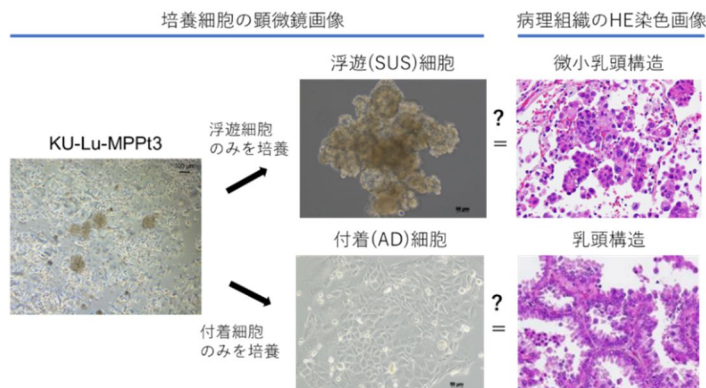 培養細胞の顕微鏡画像
病理組織のHE染色画像
浮遊(SUS)細胞
微小乳頭構造
浮遊細胞
のみを培養
?
=
KU-Lu-MPPt3
付着(AD)細胞
乳頭構造
?
=
付着細胞
のみを培養